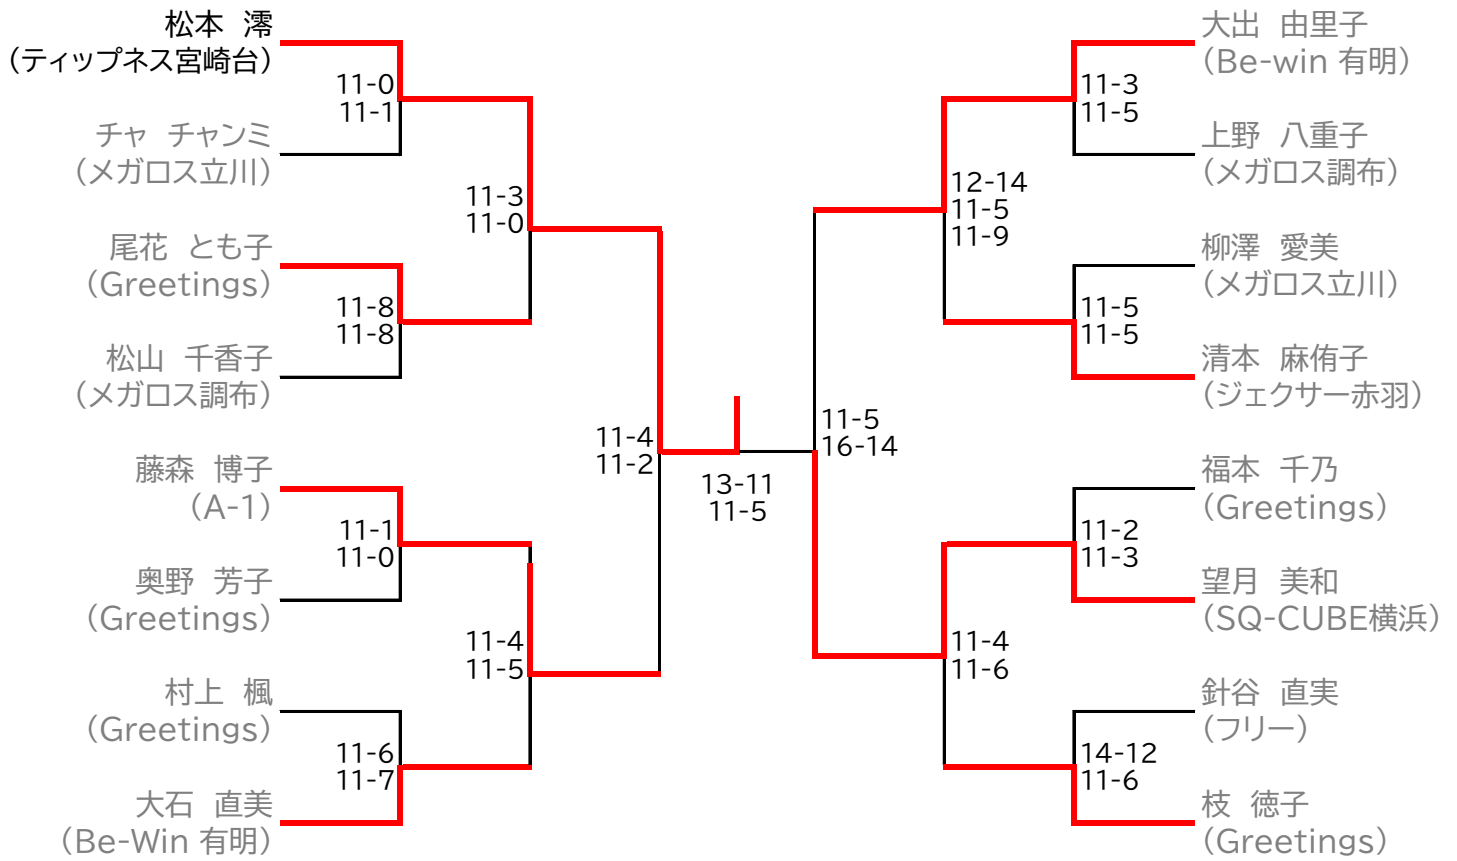 松本　澪
（ティップネス宮崎台）
11-0
11-1
チャ　チャンミ
（メガロス立川）
11-3
11-0
尾花　とも子
（Greetings）
11-8
11-8
松山　千香子
（メガロス調布）
11-4
11-2
藤森　博子
（A-1）
11-1
11-0
奥野　芳子
（Greetings）
11-4
11-5
村上　楓
（Greetings）
11-6
11-7
大石　直美
（Be-Win 有明）
13-11
11-5
大出　由里子
（Be-win 有明）
11-3
11-5
上野　八重子
（メガロス調布）
12-14
11-5
11-9
柳澤　愛美
（メガロス立川）
11-5
11-5
清本　麻侑子
（ジェクサー赤羽）
11-5
16-14
福本　千乃
（Greetings）
11-2
11-3
望月　美和
（SQ-CUBE横浜）
11-4
11-6
針谷　直実
（フリー）
14-12
11-6
枝　徳子
（Greetings）